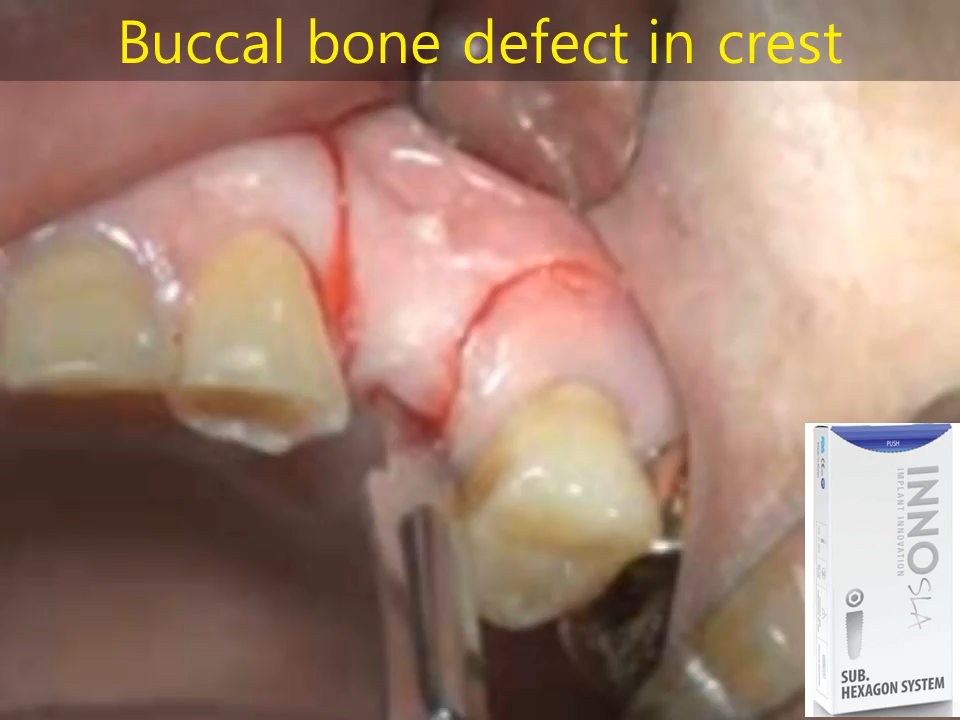 Buccal bone defect in crest
PUSH
INNO
SLA
IMPLANT INNOVATION
SUB.
HEXAGON SYSTEM